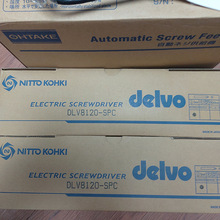 OHTAKE
Automatic Screw Fee
NITTO KOHKI
delvo
ELECTRIC SCREWDRIVER
DLV8120-SPC
NITTO KOHKI
delvo
ELECTRIC SCREWDRIVER
DLV8120-SPC